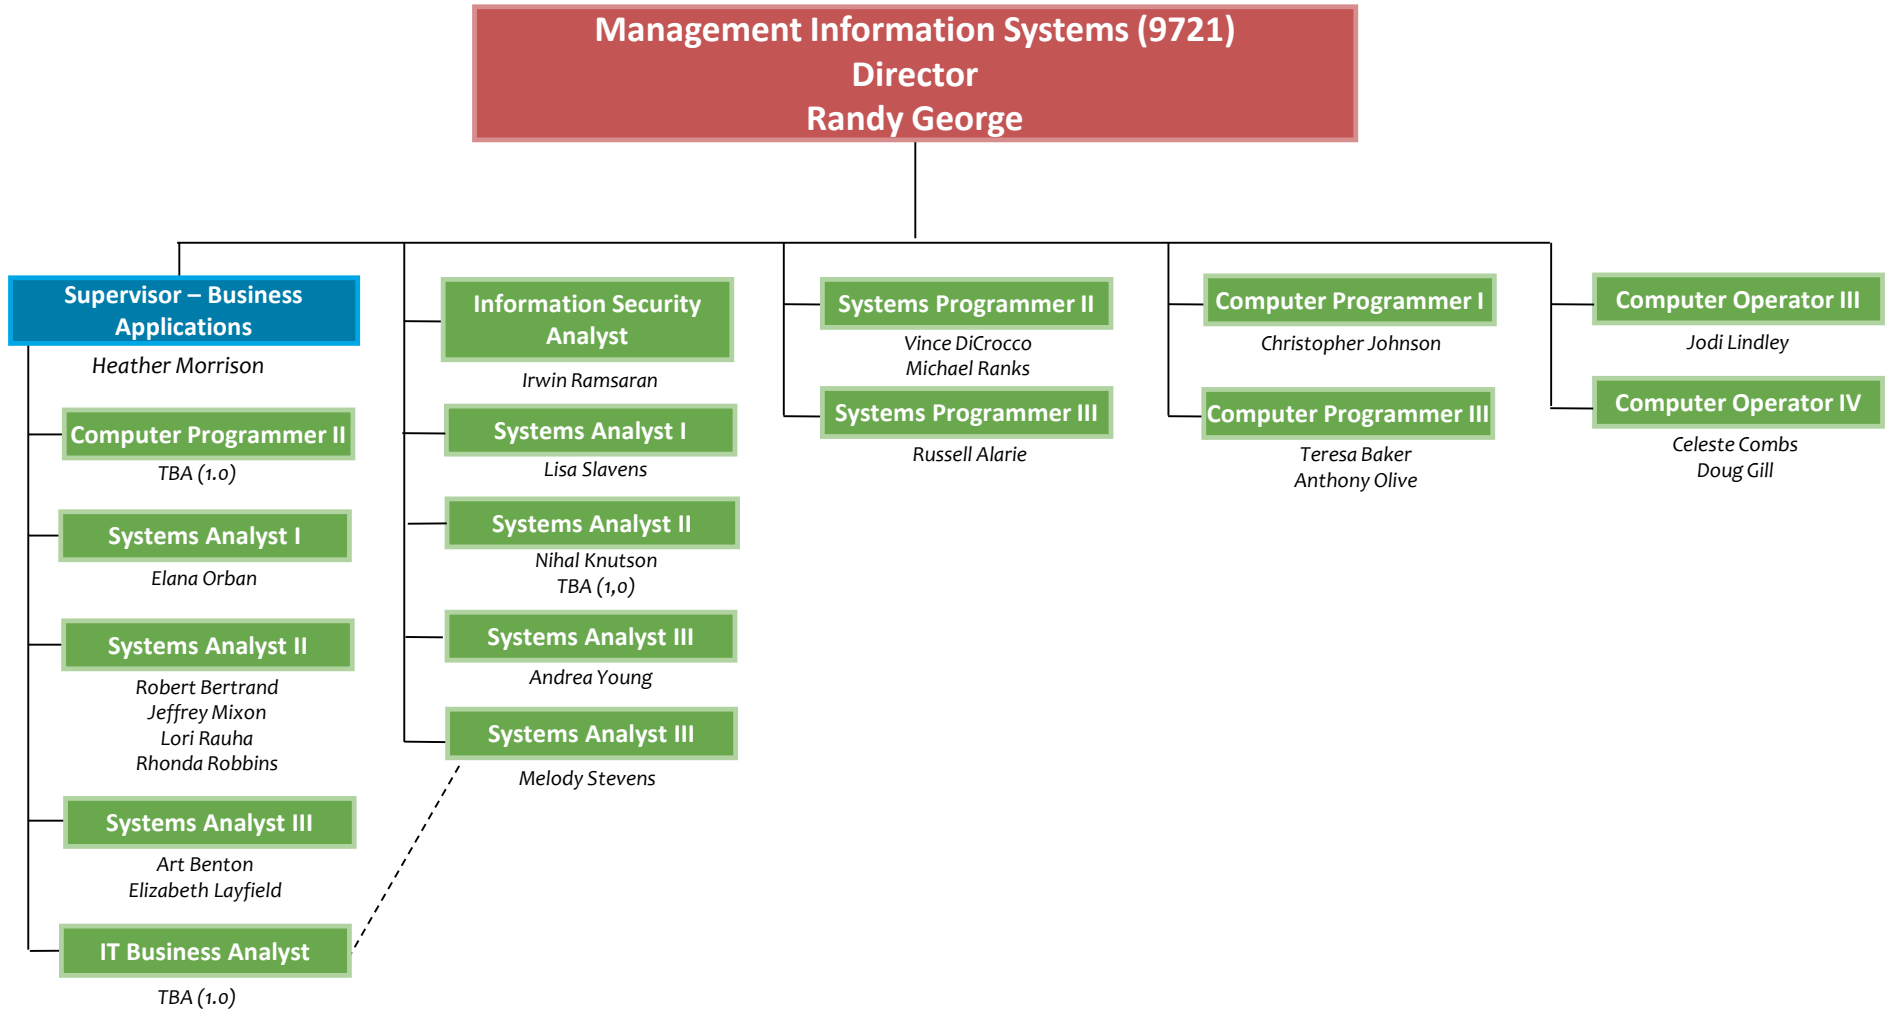 Management Information Systems (9721)
Director
Randy George
Supervisor – Business
Applications
Heather Morrison
Computer Programmer II
TBA (1.0)
Systems Analyst I
Elana Orban
Systems Analyst II
Robert Bertrand
Jeffrey Mixon
Lori Rauha
Rhonda Robbins
Systems Analyst III
Art Benton
Elizabeth Layfield
IT Business Analyst
TBA (1.0)
Information Security
Analyst
Irwin Ramsaran
Systems Analyst I
Lisa Slavens
Systems Analyst II
Nihal Knutson
TBA (1,0)
Systems Analyst III
Andrea Young
Systems Analyst III
Melody Stevens
Systems Programmer II
Vince DiCrocco
Michael Ranks
Systems Programmer III
Russell Alarie
Computer Programmer I
Christopher Johnson
Computer Programmer III
Teresa Baker
Anthony Olive
Computer Operator III
Jodi Lindley
Computer Operator IV
Celeste Combs
Doug Gill